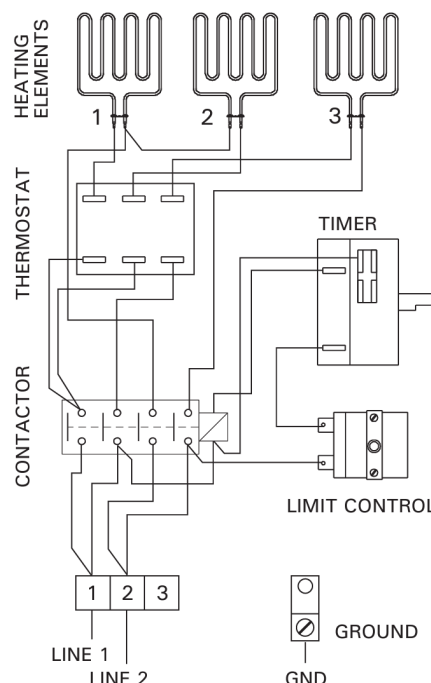 HEATING
ELEMENTS
1
2
3
THERMOSTAT
TIMER
CONTACTOR
LIMIT CONTROL
1 2 3
GROUND
LINE 1
LINE 2
GND